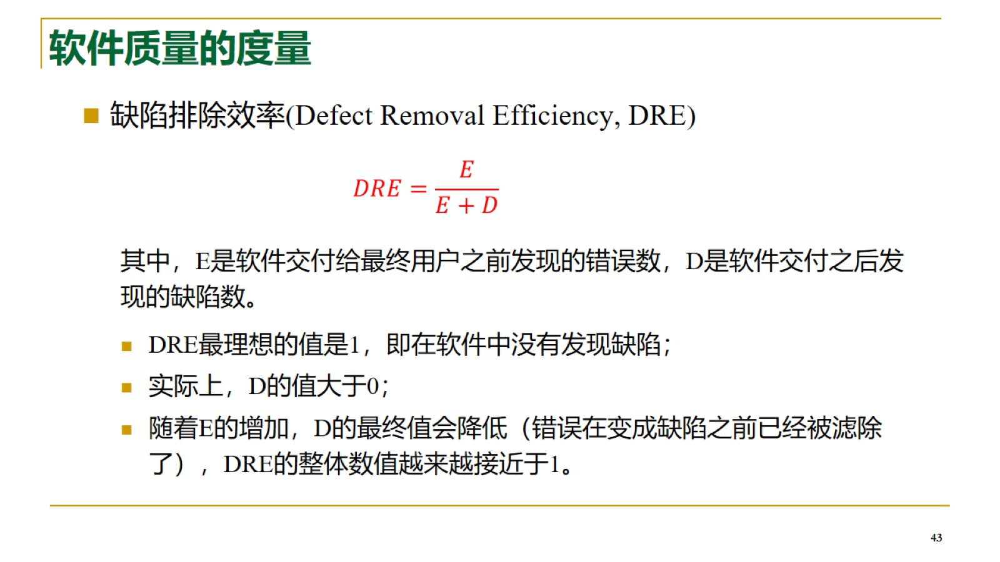 软件质量的度量
缺陷排除效率(Defect Removal Efficiency, DRE)
DRE = E / (E + D)
其中，E是软件交付给最终用户之前发现的错误数，D是软件交付之后发
现的缺陷数。
DRE最理想的值是1，即在软件中没有发现缺陷；
实际上，D的值大于0；
随着E的增加，D的最终值会降低（错误在变成缺陷之前已经被滤除
了），DRE的整体数值越来越接近于1。
43